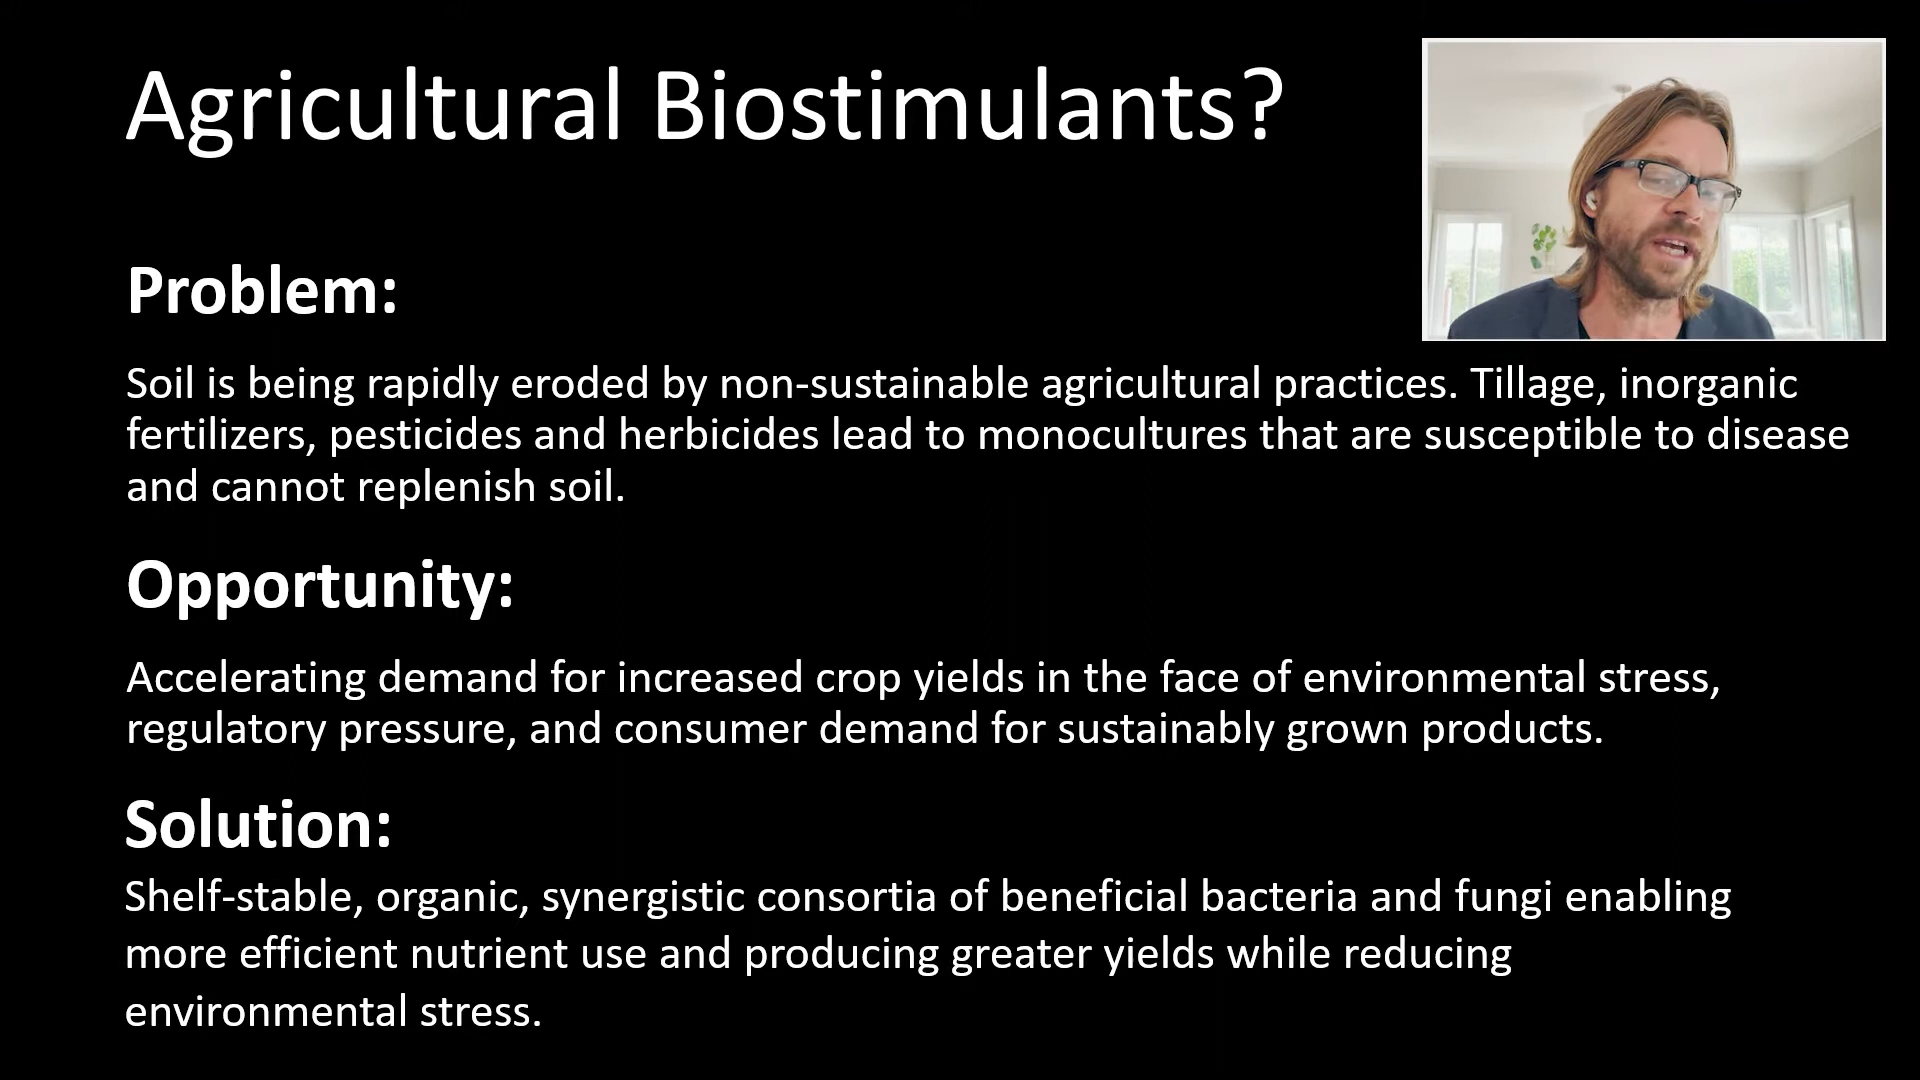 Agricultural Biostimulants?
Problem:
Soil is being rapidly eroded by non-sustainable agricultural practices. Tillage, inorganic
fertilizers, pesticides and herbicides lead to monocultures that are susceptible to disease
and cannot replenish soil.
Opportunity:
Accelerating demand for increased crop yields in the face of environmental stress,
regulatory pressure, and consumer demand for sustainably grown products.
Solution:
Shelf-stable, organic, synergistic consortia of beneficial bacteria and fungi enabling
more efficient nutrient use and producing greater yields while reducing
environmental stress.